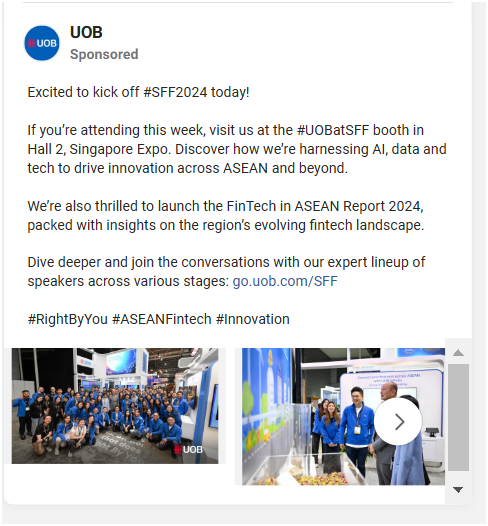 UOB
UOB
Sponsored
Excited to kick off #SFF2024 today!
If you’re attending this week, visit us at the #UOBatSFF booth in
Hall 2, Singapore Expo. Discover how we’re harnessing AI, data and
tech to drive innovation across ASEAN and beyond.
We’re also thrilled to launch the FinTech in ASEAN Report 2024,
packed with insights on the region’s evolving fintech landscape.
Dive deeper and join the conversations with our expert lineup of
speakers across various stages: go.uob.com/SFF
#RightByYou #ASEANFintech #Innovation
UOB